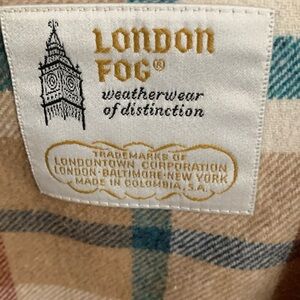 LONDON
FOG®
weatherwear
of distinction
TRADEMARKS OF
LONDONTOWN CORPORATION
LONDON · BALTIMORE · NEW YORK
MADE IN COLOMBIA, S.A.